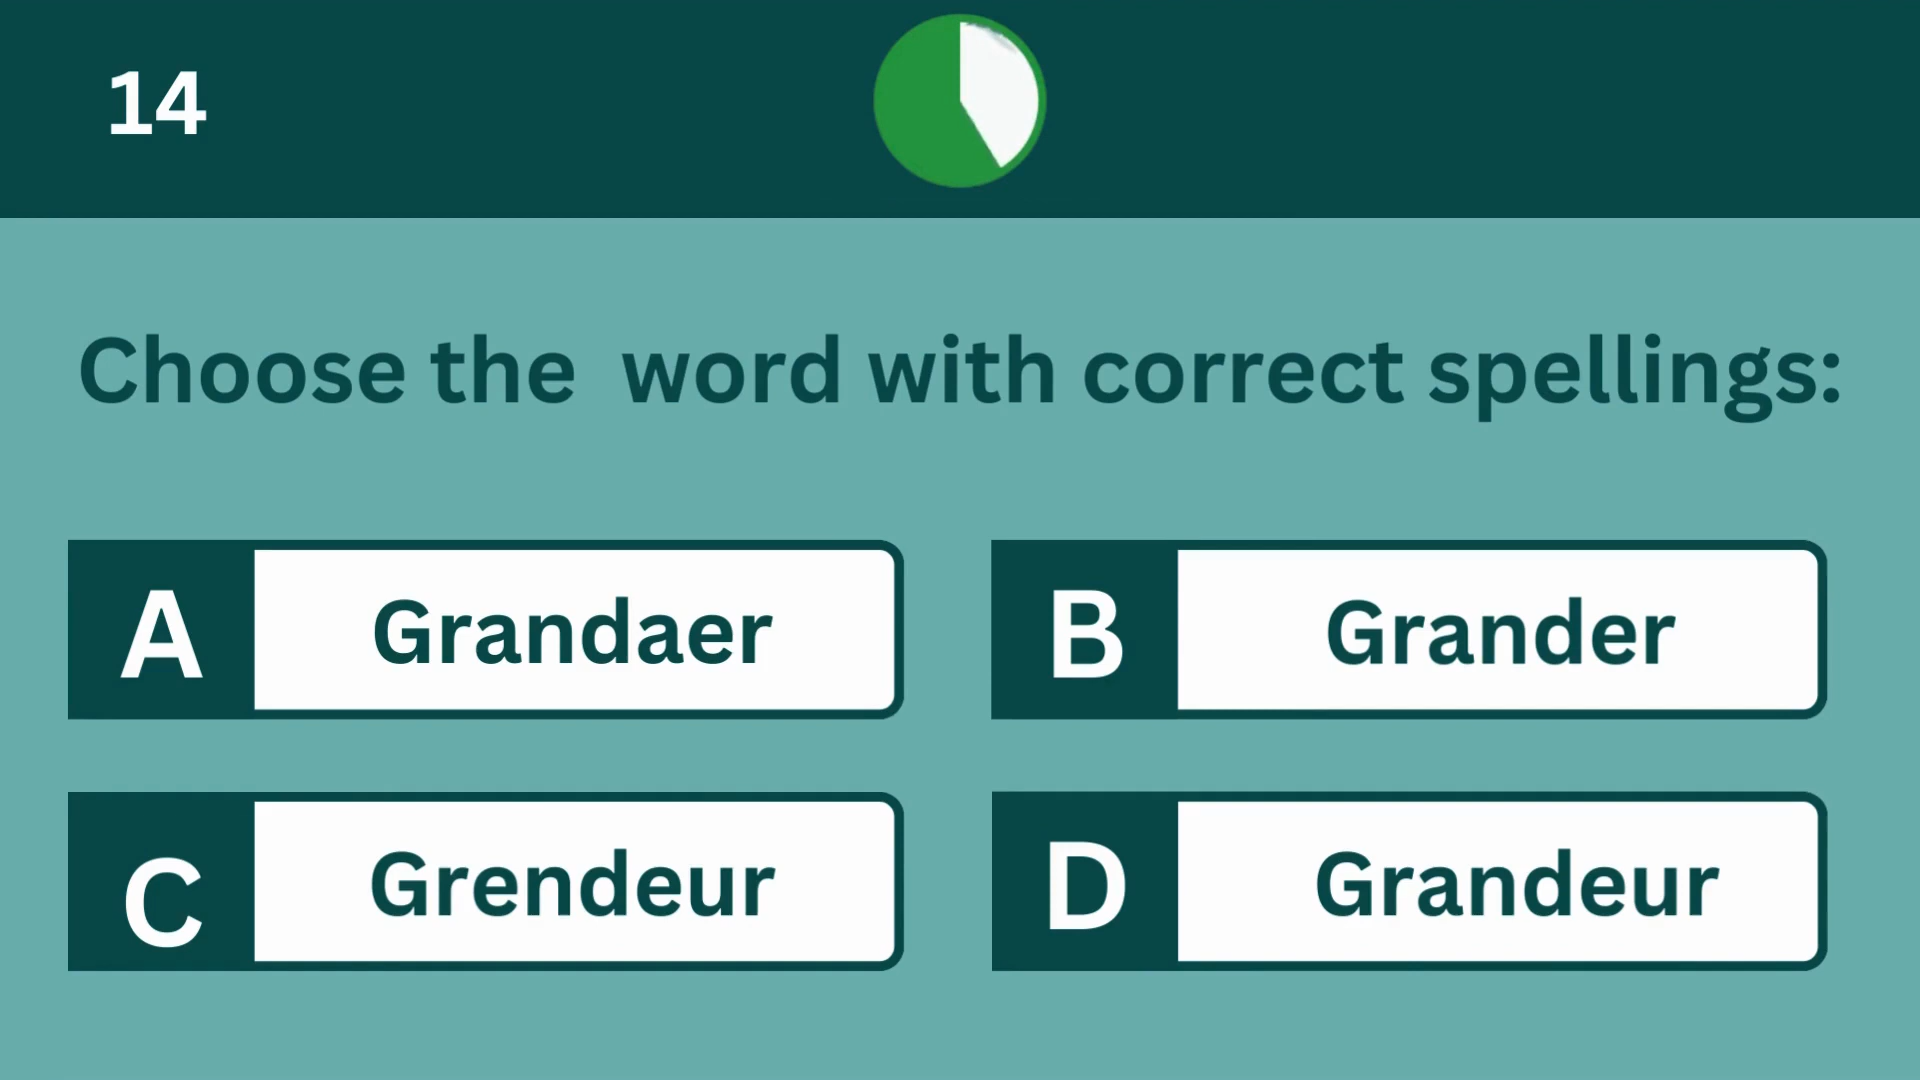 14
Choose the word with correct spellings:
A Grandaer
B Grander
C Grendeur
D Grandeur